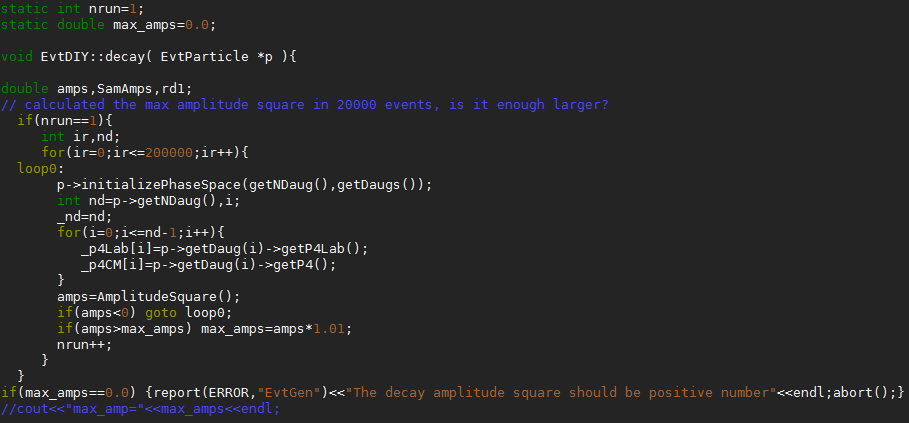 static int nrun=1;
static double max_amps=0.0;

void EvtDIY::decay( EvtParticle *p ){

double amps,SamAmps,rd1;
// calculated the max amplitude square in 20000 events, is it enough larger?
  if(nrun==1){
     int ir,nd;
     for(ir=0;ir<=200000;ir++){
  loop0:
       p->initializePhaseSpace(getNDaug(),getDaugs());
       int nd=p->getNDaug(),i;
       _nd=nd;
       for(i=0;i<=nd-1;i++){
          _p4Lab[i]=p->getDaug(i)->getP4Lab();
          _p4CM[i]=p->getDaug(i)->getP4();
       }
       amps=AmplitudeSquare();
       if(amps<0) goto loop0;
       if(amps>max_amps) max_amps=amps*1.01;
       nrun++;
     }
  }
if(max_amps==0.0) {report(ERROR,"EvtGen")<<"The decay amplitude square should be positive number"<<endl;abort();}
//cout<<"max_amp="<<max_amps<<endl;